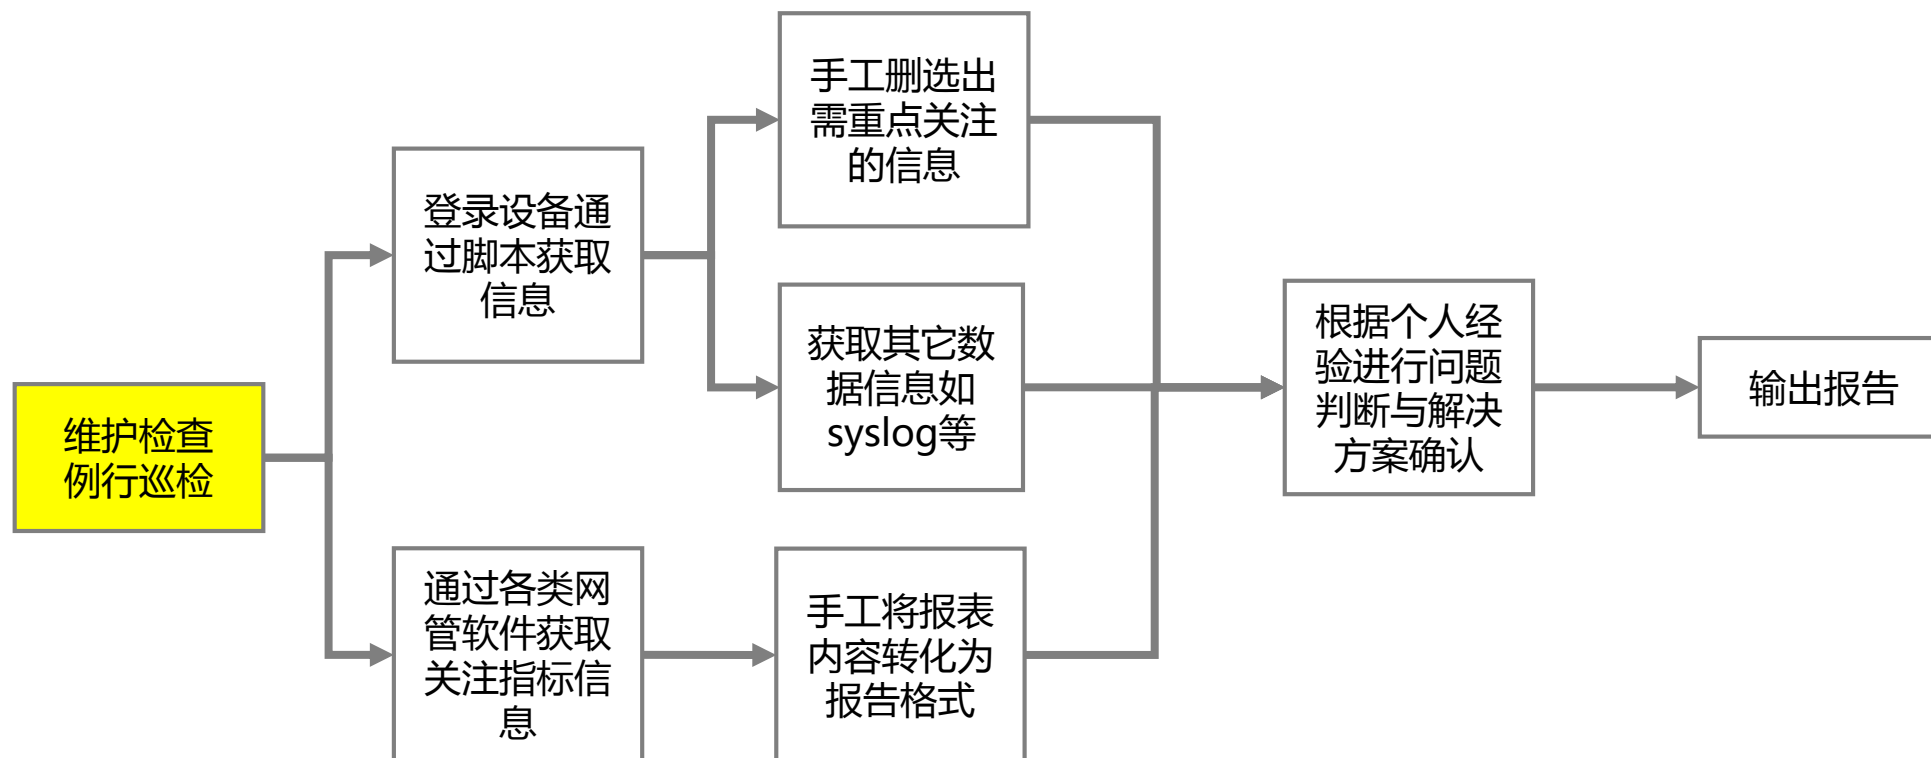 维护检查
例行巡检
登录设备通
过脚本获取
信息
通过各类网
管软件获取
关注指标信
息
手工删选出
需重点关注
的信息
获取其它数
据信息如
syslog等
手工将报表
内容转化为
报告格式
根据个人经
验进行问题
判断与解决
方案确认
输出报告